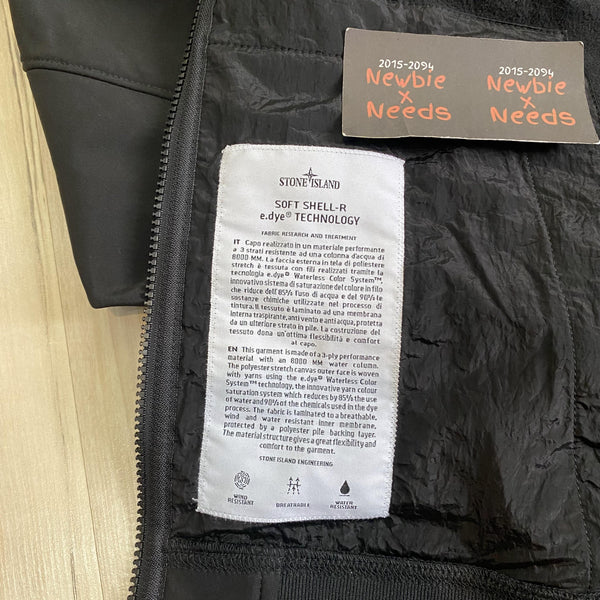 2015-2094
Newbie
x
Needs
2015-2094
Newbie
x
Needs
STONE ISLAND
SOFT SHELL-R
e.dye® TECHNOLOGY
FABRIC RESEARCH AND TREATMENT
IT Capo realizzato in un materiale performante
a 3 strati resistente ad una colonna d'acqua di
8000 MM. La faccia esterna in tela di poliestere
stretch è tessuta con fili realizzati tramite la
tecnologia e.dye® Waterless Color System™,
innovativo sistema di saturazione del colore in filo
che riduce dell'85% l'uso di acqua e del 90% le
sostanze chimiche utilizzate nel processo di
tintura. Il tessuto è laminato ad una membrana
interna traspirante, anti vento e anti acqua, protetta
da un ulteriore strato in pile. La costruzione del
tessuto dona un'ottima flessibilità e comfort
al capo.
EN This garment is made of a 3-ply performance
material with an 8000 MM water column.
The polyester stretch canvas outer face is woven
with yarns using the e.dye® Waterless Color
System™ technology, the innovative yarn colour
saturation system which reduces by 85% the use
of water and 90% of the chemicals used in the dye
process. The fabric is laminated to a breathable,
wind and water resistant inner membrane,
protected by a polyester pile backing layer.
The material structure gives a great flexibility and
comfort to the garment.
STONE ISLAND ENGINEERING
WIND
RESISTANT
BREATHABLE
WATER
RESISTANT